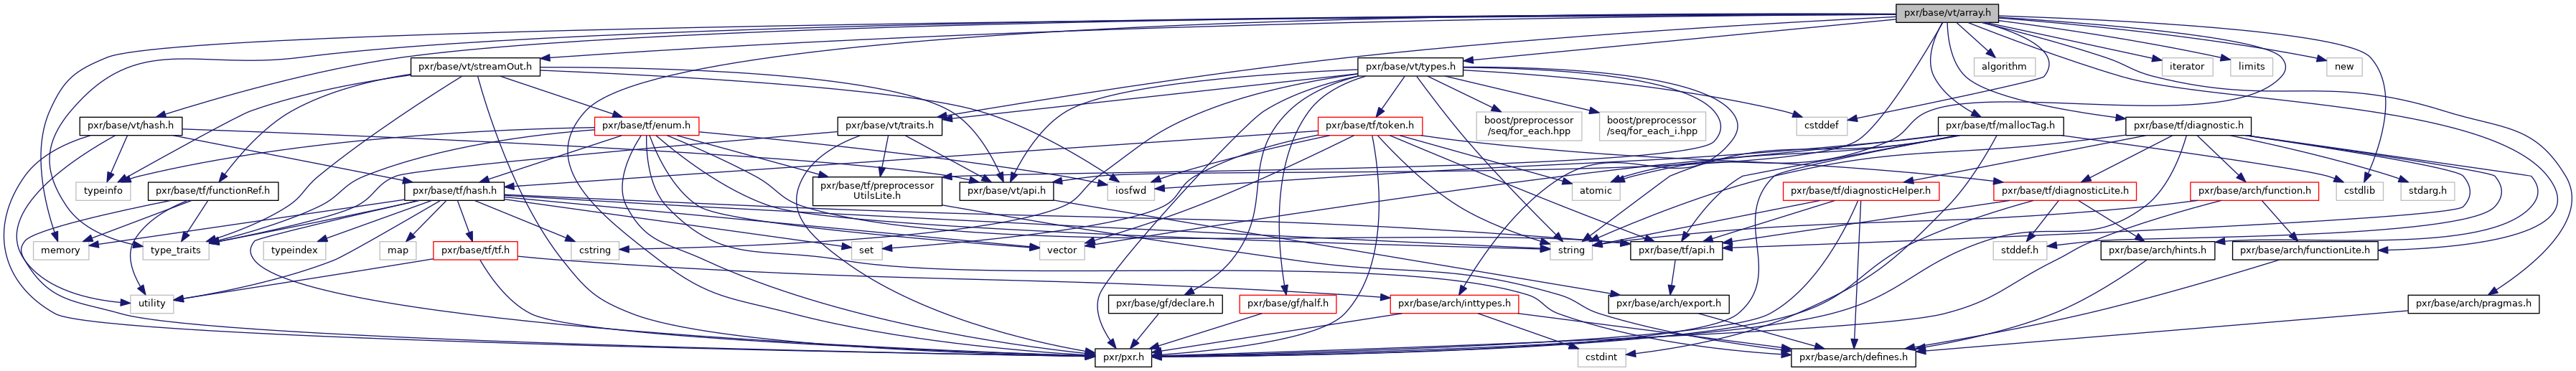 pxr/base/vt/array.h
pxr/base/vt/streamOut.h
pxr/base/vt/types.h
algorithm
iterator
limits
new
pxr/base/vt/hash.h
pxr/base/tf/enum.h
pxr/base/vt/traits.h
pxr/base/tf/token.h
boost/preprocessor
/seq/for_each.hpp
boost/preprocessor
/seq/for_each_i.hpp
cstddef
pxr/base/tf/mallocTag.h
pxr/base/tf/diagnostic.h
typeinfo
pxr/base/tf/functionRef.h
pxr/base/tf/hash.h
iosfwd
pxr/base/tf/preprocessor
UtilsLite.h
pxr/base/vt/api.h
atomic
pxr/base/tf/diagnosticHelper.h
pxr/base/tf/diagnosticLite.h
pxr/base/arch/function.h
cstdlib
stdarg.h
memory
type_traits
typeindex
map
pxr/base/tf/tf.h
cstring
set
vector
string
pxr/base/tf/api.h
stddef.h
pxr/base/arch/hints.h
pxr/base/arch/functionLite.h
utility
pxr/base/gf/declare.h
pxr/base/gf/half.h
pxr/base/arch/inttypes.h
pxr/base/arch/export.h
pxr/base/arch/pragmas.h
pxr/pxr.h
cstdint
pxr/base/arch/defines.h